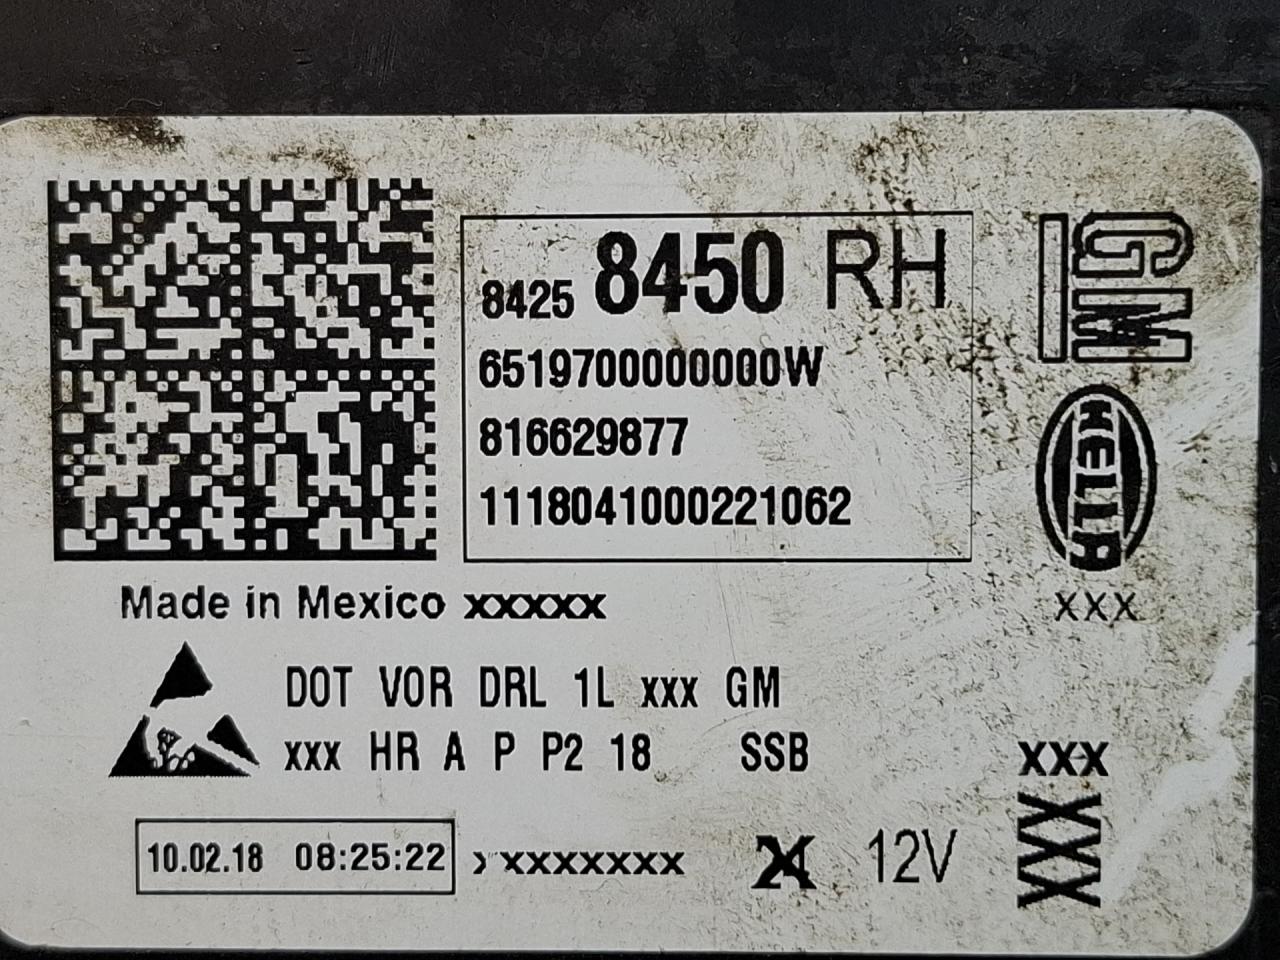 8425 8450 RH
6519700000000W
816629877
1118041000221062
GM
HELLA
xxx
Made in Mexico xxxxx
DOT VOR DRL 1L xxx GM
xxx HR A P P2 18 SSB
xxx
XXX
10.02.18 08:25:22
xxxxxxx
12V